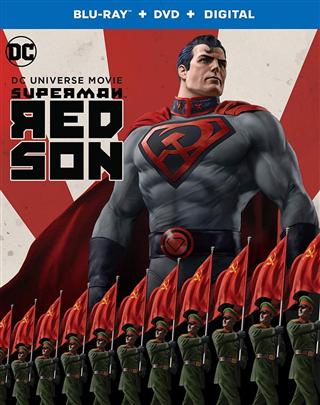 BLU-RAY + DVD + DIGITAL
DC
DC UNIVERSE MOVIE
SUPERMAN
RED
SON